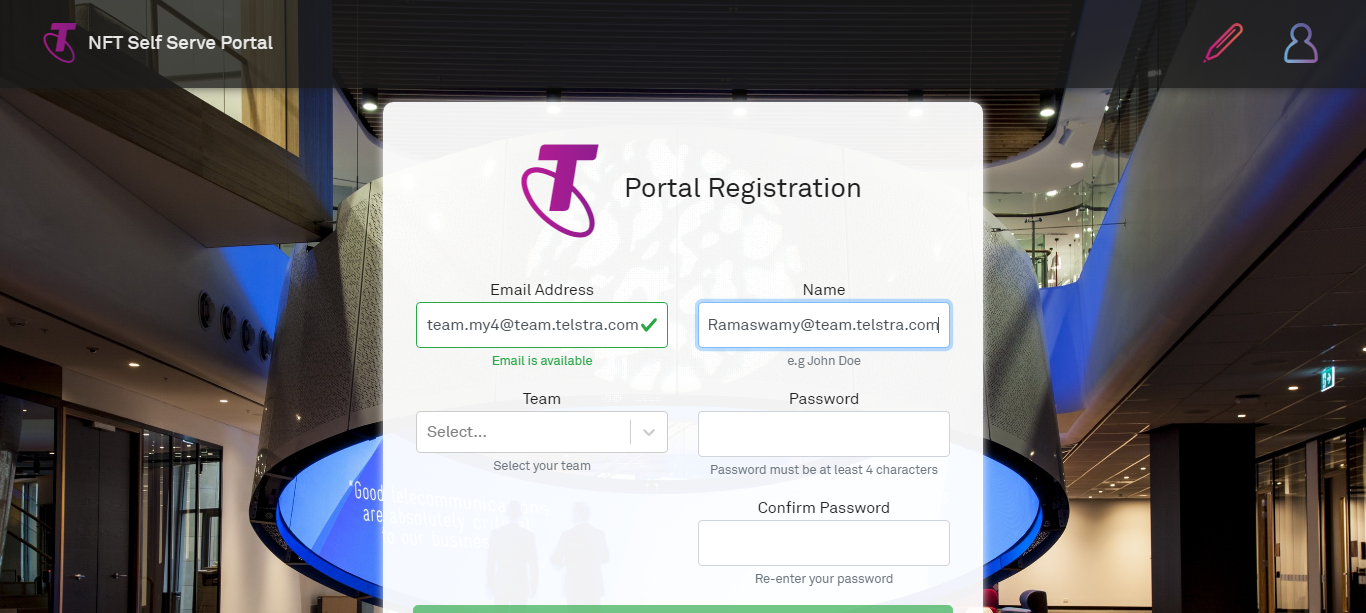 NFT Self Serve Portal
Portal Registration
Email Address
team.my4@team.telstra.com
Email is available
Name
Ramaswamy@team.telstra.com
e.g John Doe
Team
Select...
Select your team
Password
Password must be at least 4 characters
Confirm Password
Re-enter your password
"Good telecommunications
are absolutely
to our business